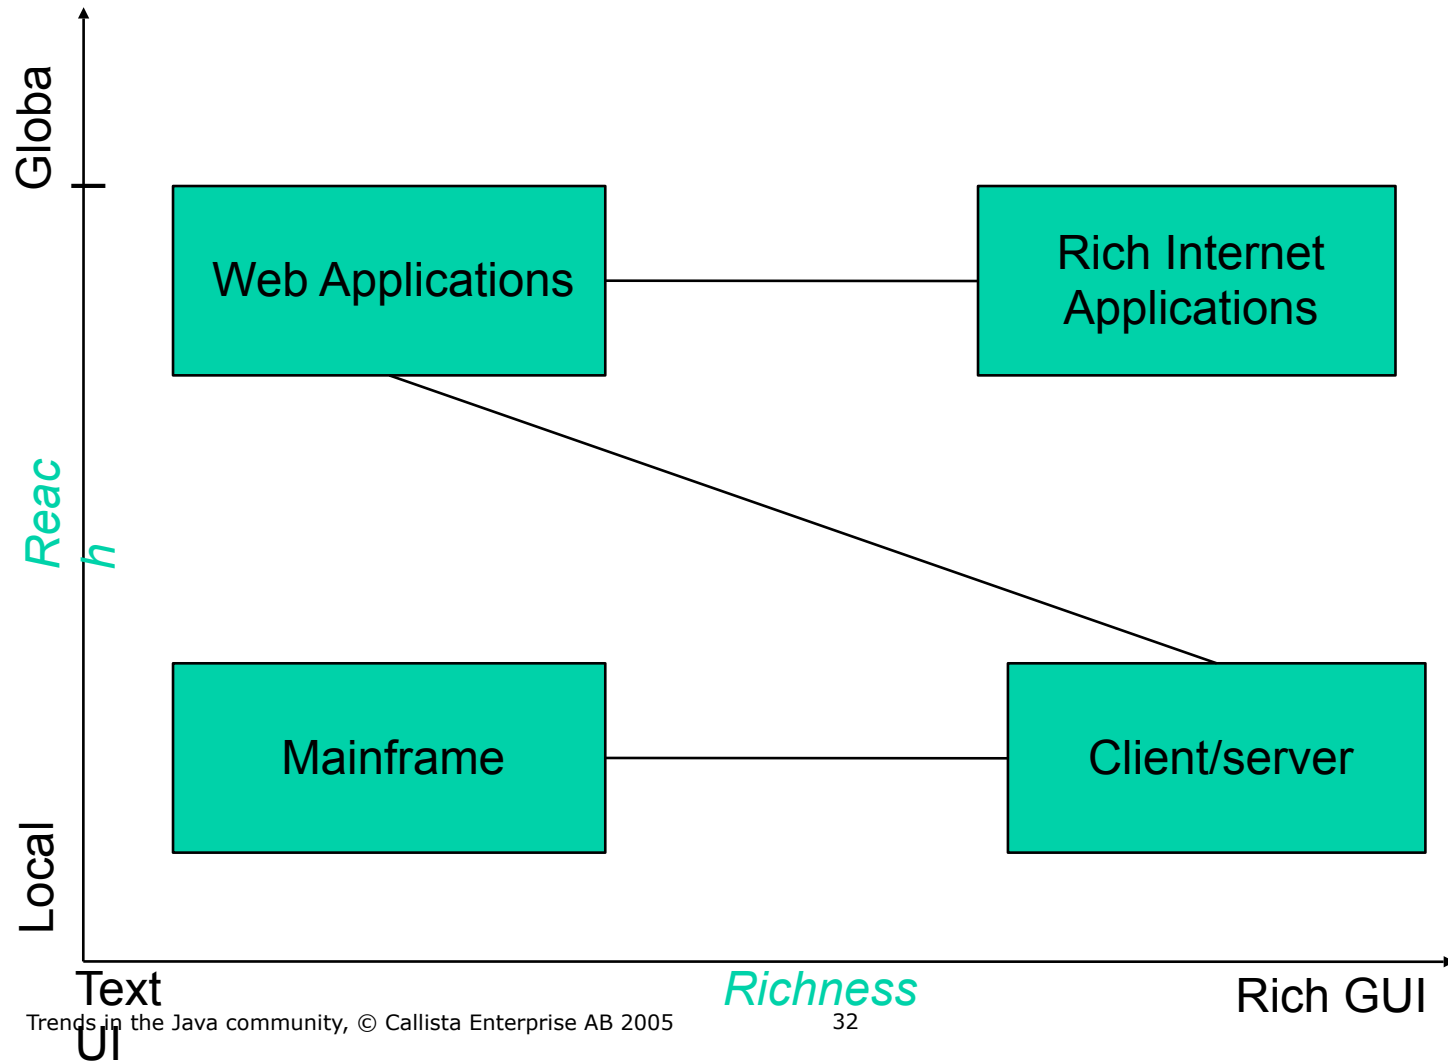 Globa
l
Web Applications
Rich Internet
Applications
Reac
h
Mainframe
Client/server
Local
Text
UI
Richness
Rich GUI
Trends in the Java community, © Callista Enterprise AB 2005
32